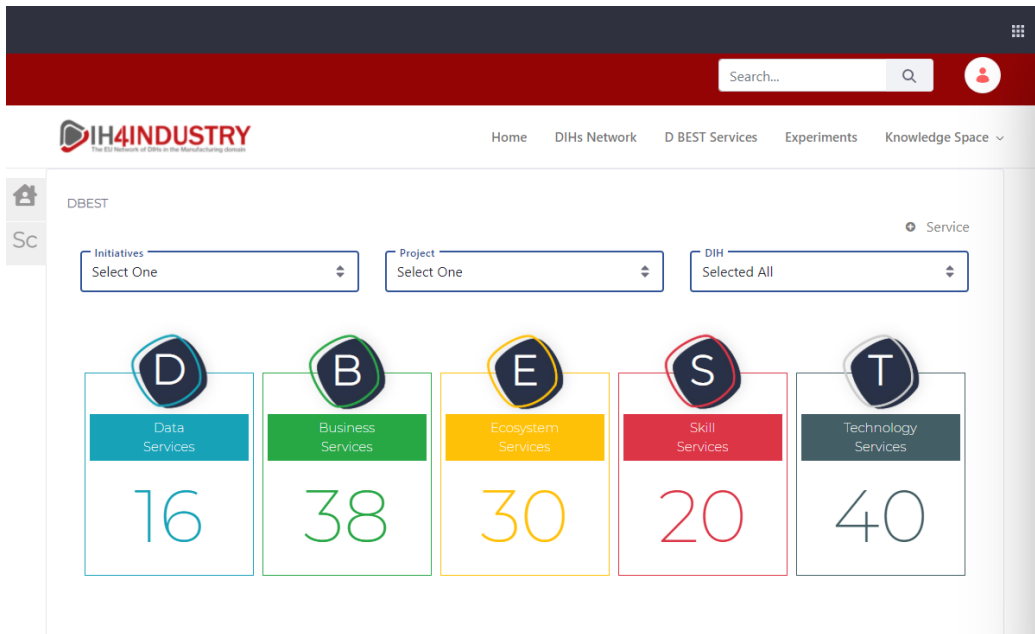 Search...
DIH4INDUSTRY
The EU Network of DIHs in the Manufacturing domain
Home DIHs Network D BEST Services Experiments Knowledge Space
Sc
DBEST
Service
Initiatives
Select One
Project
Select One
DIH
Selected All
D
Data
Services
16
B
Business
Services
38
E
Ecosystem
Services
30
S
Skill
Services
20
T
Technology
Services
40